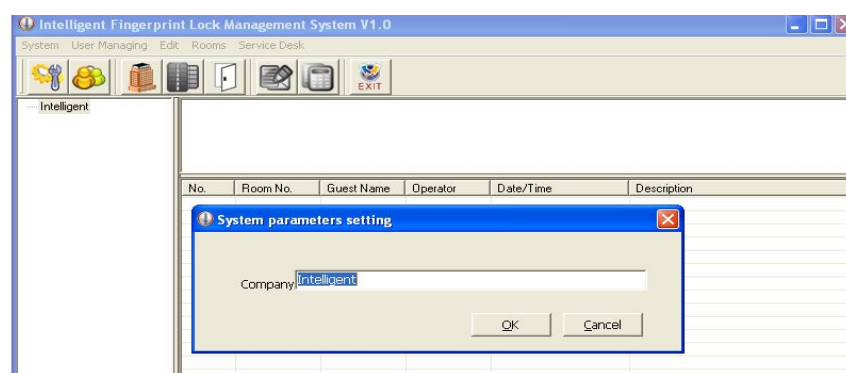 Intelligent Fingerprint Lock Management System V1.0
System User Managing Edit Rooms Service Desk
EXIT
Intelligent
No. Room No. Guest Name Operator Date/Time Description
System parameters setting
Company Intelligent
OK Cancel